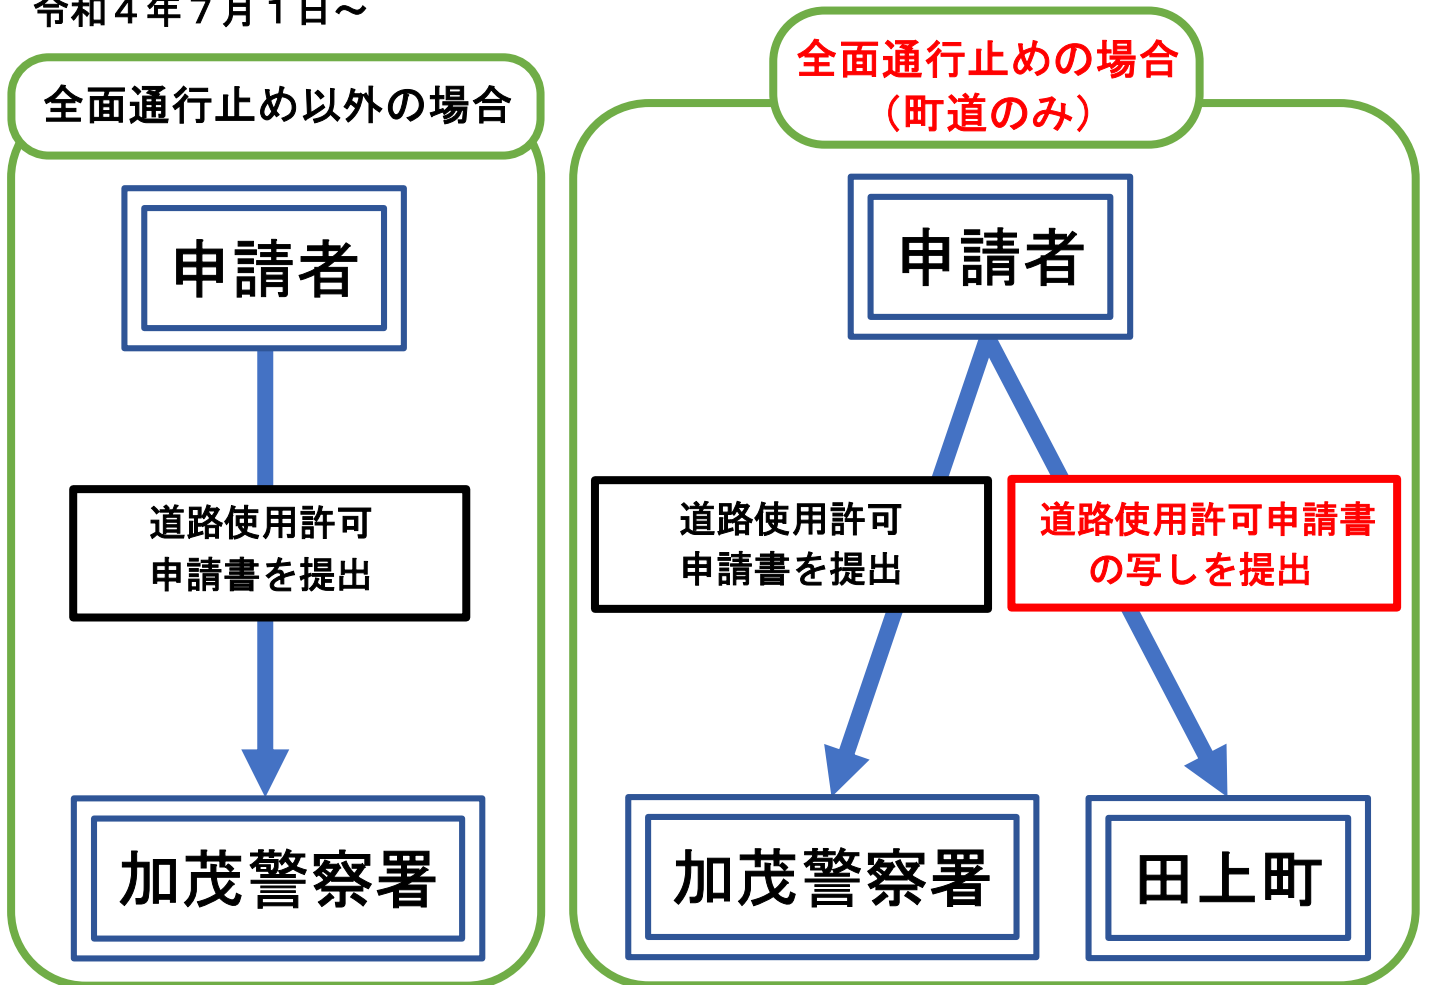 令和４年７月１日～
全面通行止め以外の場合
申請者
道路使用許可
申請書を提出
加茂警察署
全面通行止めの場合
（町道のみ）
申請者
道路使用許可
申請書を提出
道路使用許可申請書
の写しを提出
加茂警察署
田上町